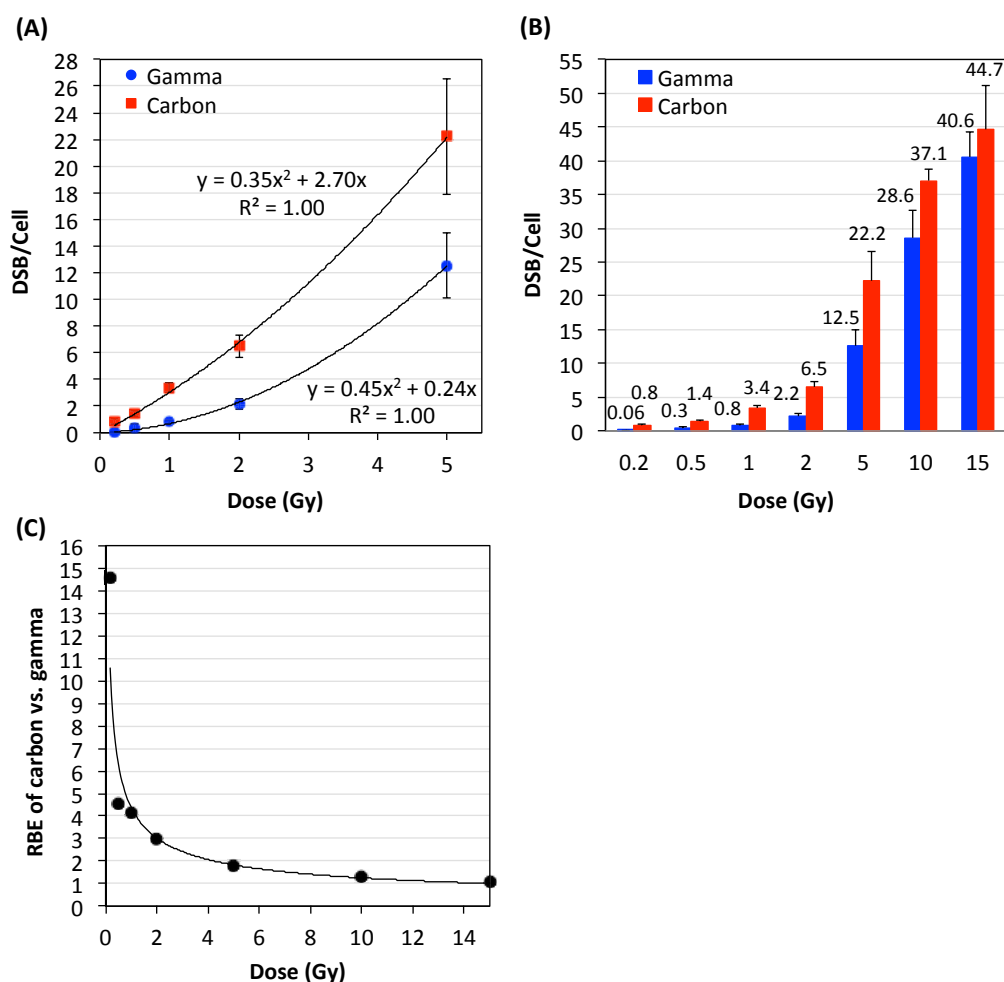 (A)
28
26
24
22
20
18
16
14
12
10
8
6
4
2
0
DSB/Cell
Gamma
Carbon
y = 0.35x² + 2.70x
R² = 1.00
y = 0.45x² + 0.24x
R² = 1.00
0 1 2 3 4 5
Dose (Gy)
(B)
55
50
45
40
35
30
25
20
15
10
5
0
DSB/Cell
Gamma
Carbon
0.06 0.8
0.3 1.4
0.8 3.4
2.2 6.5
12.5 22.2
28.6 37.1
40.6 44.7
0.2 0.5 1 2 5 10 15
Dose (Gy)
(C)
16
15
14
13
12
11
10
9
8
7
6
5
4
3
2
1
0
RBE of carbon vs. gamma
0 2 4 6 8 10 12 14
Dose (Gy)